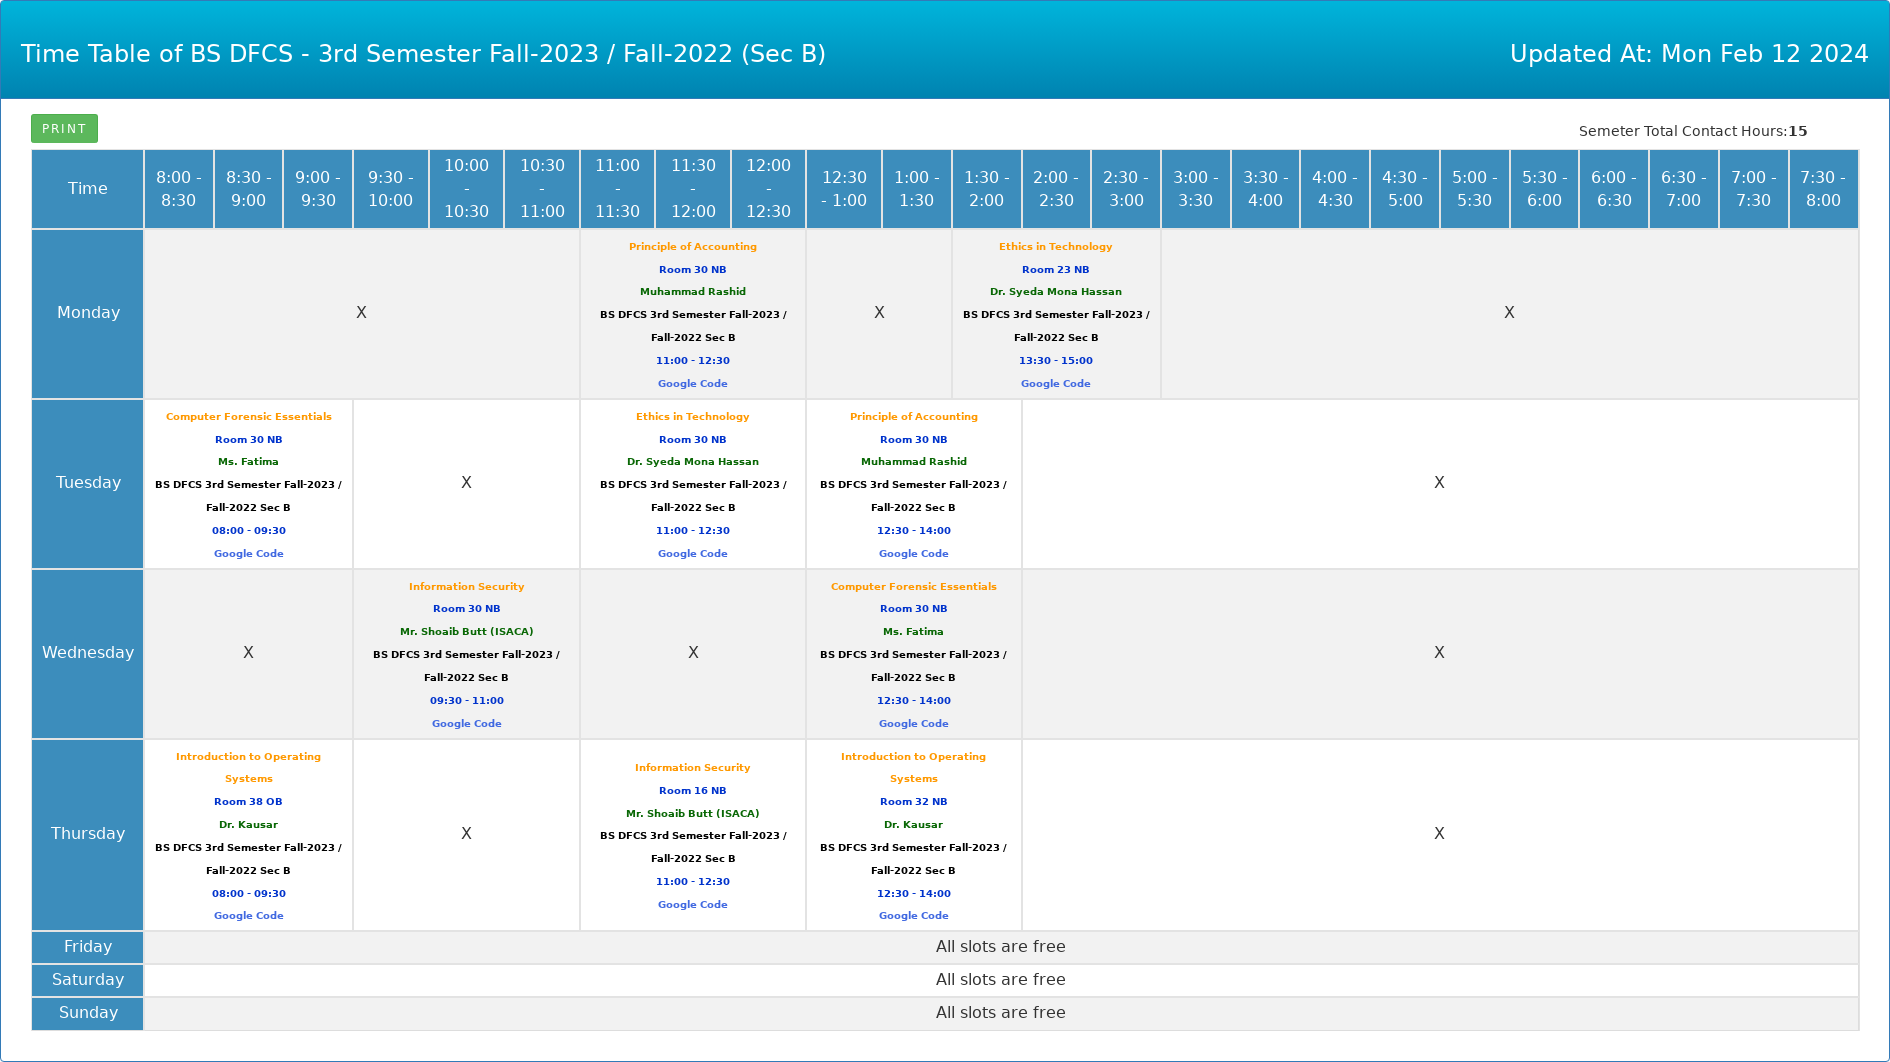 Time Table of BS DFCS - 3rd Semester Fall-2023 / Fall-2022 (Sec B)
Updated At: Mon Feb 12 2024
PRINT
Semeter Total Contact Hours:15
Time
8:00 -
8:30
8:30 -
9:00
9:00 -
9:30
9:30 -
10:00
10:00
-
10:30
10:30
-
11:00
11:00
-
11:30
11:30
-
12:00
12:00
-
12:30
12:30
- 1:00
1:00 -
1:30
1:30 -
2:00
2:00 -
2:30
2:30 -
3:00
3:00 -
3:30
3:30 -
4:00
4:00 -
4:30
4:30 -
5:00
5:00 -
5:30
5:30 -
6:00
6:00 -
6:30
6:30 -
7:00
7:00 -
7:30
7:30 -
8:00
Monday
X
Principle of Accounting
Room 30 NB
Muhammad Rashid
BS DFCS 3rd Semester Fall-2023 /
Fall-2022 Sec B
11:00 - 12:30
Google Code
X
Ethics in Technology
Room 23 NB
Dr. Syeda Mona Hassan
BS DFCS 3rd Semester Fall-2023 /
Fall-2022 Sec B
13:30 - 15:00
Google Code
X
Tuesday
Computer Forensic Essentials
Room 30 NB
Ms. Fatima
BS DFCS 3rd Semester Fall-2023 /
Fall-2022 Sec B
08:00 - 09:30
Google Code
X
Ethics in Technology
Room 30 NB
Dr. Syeda Mona Hassan
BS DFCS 3rd Semester Fall-2023 /
Fall-2022 Sec B
11:00 - 12:30
Google Code
Principle of Accounting
Room 30 NB
Muhammad Rashid
BS DFCS 3rd Semester Fall-2023 /
Fall-2022 Sec B
12:30 - 14:00
Google Code
X
Wednesday
X
Information Security
Room 30 NB
Mr. Shoaib Butt (ISACA)
BS DFCS 3rd Semester Fall-2023 /
Fall-2022 Sec B
09:30 - 11:00
Google Code
X
Computer Forensic Essentials
Room 30 NB
Ms. Fatima
BS DFCS 3rd Semester Fall-2023 /
Fall-2022 Sec B
12:30 - 14:00
Google Code
X
Thursday
Introduction to Operating
Systems
Room 38 OB
Dr. Kausar
BS DFCS 3rd Semester Fall-2023 /
Fall-2022 Sec B
08:00 - 09:30
Google Code
X
Information Security
Room 16 NB
Mr. Shoaib Butt (ISACA)
BS DFCS 3rd Semester Fall-2023 /
Fall-2022 Sec B
11:00 - 12:30
Google Code
Introduction to Operating
Systems
Room 32 NB
Dr. Kausar
BS DFCS 3rd Semester Fall-2023 /
Fall-2022 Sec B
12:30 - 14:00
Google Code
X
Friday
All slots are free
Saturday
All slots are free
Sunday
All slots are free